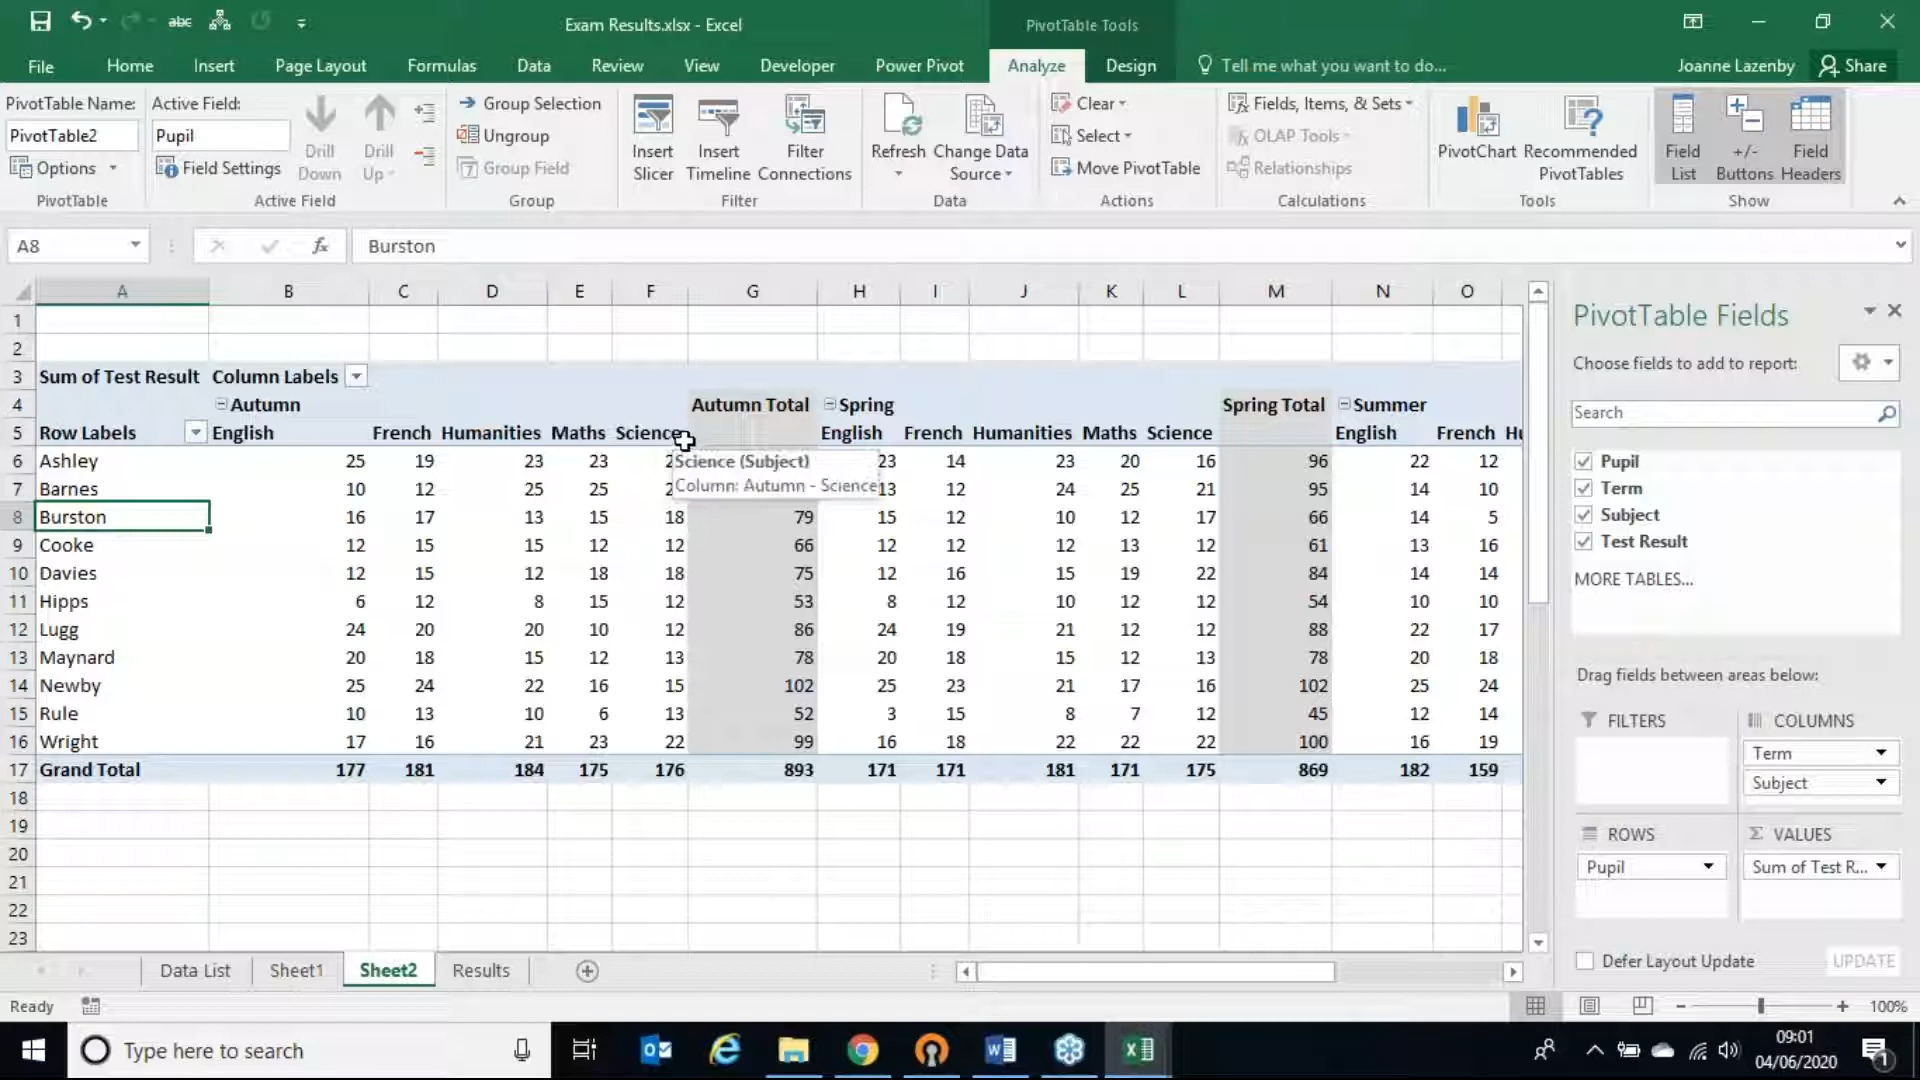 abc
Exam Results.xlsx - Excel
PivotTable Tools
File
Home
Insert
Page Layout
Formulas
Data
Review
View
Developer
Power Pivot
Analyze
Design
Tell me what you want to do...
Joanne Lazenby
Share
PivotTable Name:
PivotTable2
Options
PivotTable
Active Field:
Pupil
Field Settings
Drill Down
Drill Up
Active Field
Group Selection
Ungroup
Group Field
Group
Insert Slicer
Insert Timeline
Filter Connections
Filter
Refresh
Change Data Source
Data
Clear
Select
Move PivotTable
Actions
Fields, Items, & Sets
OLAP Tools
Relationships
Calculations
PivotChart
Recommended PivotTables
Tools
Field List
+/- Buttons
Field Headers
Show
A8
fx
Burston
A B C D E F G H I J K L M N O
1
2
3 Sum of Test Result Column Labels
4 Autumn Autumn Total Spring Spring Total Summer
5 Row Labels English French Humanities Maths Science English French Humanities Maths Science English French Hu
6 Ashley 25 19 23 23 2 23 14 23 20 16 96 22 12
7 Barnes 10 12 25 25 2 13 12 24 25 21 95 14 10
8 Burston 16 17 13 15 18 79 15 12 10 12 17 66 14 5
9 Cooke 12 15 15 12 12 66 12 12 12 13 12 61 13 16
10 Davies 12 15 12 18 18 75 12 16 15 19 22 84 14 14
11 Hipps 6 12 8 15 12 53 8 12 10 12 12 54 10 10
12 Lugg 24 20 20 10 12 86 24 19 21 12 12 88 22 17
13 Maynard 20 18 15 12 13 78 20 18 15 12 13 78 20 18
14 Newby 25 24 22 16 15 102 25 23 21 17 16 102 25 24
15 Rule 10 13 10 6 13 52 3 15 8 7 12 45 12 14
16 Wright 17 16 21 23 22 99 16 18 22 22 22 100 16 19
17 Grand Total 177 181 184 175 176 893 171 171 181 171 175 869 182 159
18
19
20
21
22
23
Science (Subject)
Column: Autumn - Science
PivotTable Fields
Choose fields to add to report:
Search
Pupil
Term
Subject
Test Result
MORE TABLES...
Drag fields between areas below:
FILTERS
COLUMNS
Term
Subject
ROWS
Pupil
Σ VALUES
Sum of Test R...
Defer Layout Update
UPDATE
Data List
Sheet1
Sheet2
Results
Ready
100%
Type here to search
09:01
04/06/2020
1